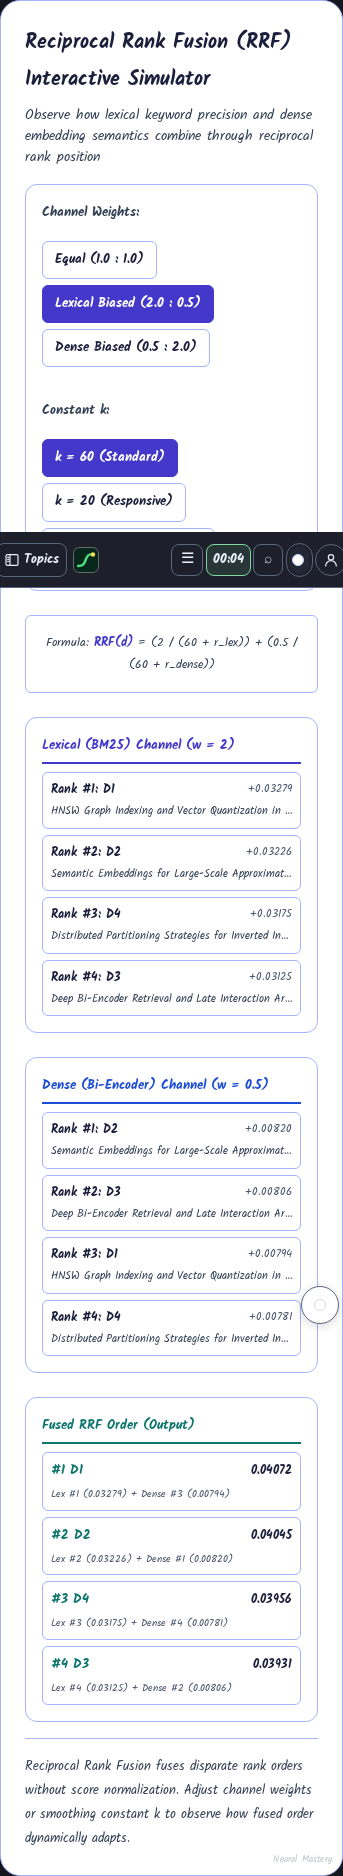 Reciprocal Rank Fusion (RRF)
Interactive Simulator
Observe how lexical keyword precision and dense
embedding semantics combine through reciprocal
rank position
Channel Weights:
Equal (1.0 : 1.0)
Lexical Biased (2.0 : 0.5)
Dense Biased (0.5 : 2.0)
Constant k:
k = 60 (Standard)
k = 20 (Responsive)
Topics
00:04
Formula: RRF(d) = (2 / (60 + r_lex)) + (0.5 /
(60 + r_dense))
Lexical (BM25) Channel (w = 2)
Rank #1: D1 +0.03279
HNSW Graph Indexing and Vector Quantization in ...
Rank #2: D2 +0.03226
Semantic Embeddings for Large-Scale Approximat...
Rank #3: D4 +0.03175
Distributed Partitioning Strategies for Inverted In...
Rank #4: D3 +0.03125
Deep Bi-Encoder Retrieval and Late Interaction Ar...
Dense (Bi-Encoder) Channel (w = 0.5)
Rank #1: D2 +0.00820
Semantic Embeddings for Large-Scale Approximat...
Rank #2: D3 +0.00806
Deep Bi-Encoder Retrieval and Late Interaction Ar...
Rank #3: D1 +0.00794
HNSW Graph Indexing and Vector Quantization in ...
Rank #4: D4 +0.00781
Distributed Partitioning Strategies for Inverted In...
Fused RRF Order (Output)
#1 D1 0.04072
Lex #1 (0.03279) + Dense #3 (0.00794)
#2 D2 0.04045
Lex #2 (0.03226) + Dense #1 (0.00820)
#3 D4 0.03956
Lex #3 (0.03175) + Dense #4 (0.00781)
#4 D3 0.03931
Lex #4 (0.03125) + Dense #2 (0.00806)
Reciprocal Rank Fusion fuses disparate rank orders
without score normalization. Adjust channel weights
or smoothing constant k to observe how fused order
dynamically adapts.
Neural Mastery